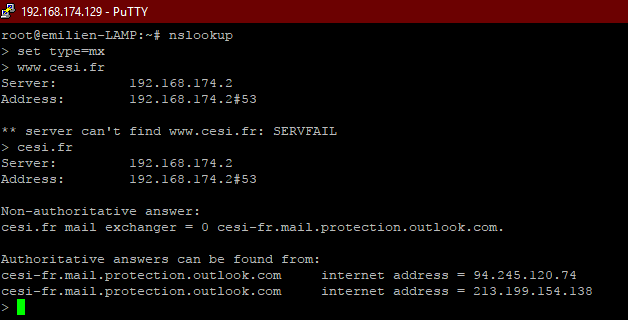 192.168.174.129 - PuTTY
root@emilien-LAMP:~# nslookup
> set type=mx
> www.cesi.fr
Server:         192.168.174.2
Address:        192.168.174.2#53
** server can't find www.cesi.fr: SERVFAIL
> cesi.fr
Server:         192.168.174.2
Address:        192.168.174.2#53
Non-authoritative answer:
cesi.fr mail exchanger = 0 cesi-fr.mail.protection.outlook.com.
Authoritative answers can be found from:
cesi-fr.mail.protection.outlook.com     internet address = 94.245.120.74
cesi-fr.mail.protection.outlook.com     internet address = 213.199.154.138
>